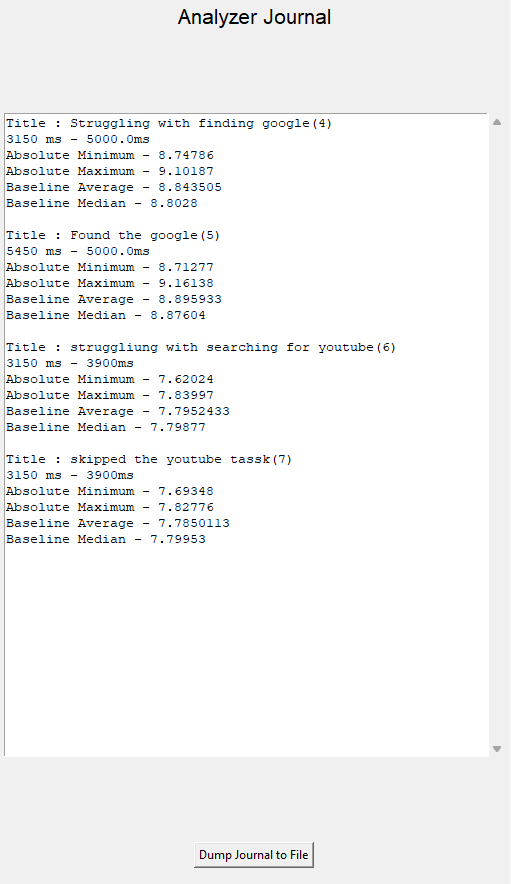 Analyzer Journal
Title : Struggling with finding google(4)
3150 ms - 5000.0ms
Absolute Minimum - 8.74786
Absolute Maximum - 9.10187
Baseline Average - 8.843505
Baseline Median - 8.8028
Title : Found the google(5)
5450 ms - 5000.0ms
Absolute Minimum - 8.71277
Absolute Maximum - 9.16138
Baseline Average - 8.895933
Baseline Median - 8.87604
Title : struggliung with searching for youtube(6)
3150 ms - 3900ms
Absolute Minimum - 7.62024
Absolute Maximum - 7.83997
Baseline Average - 7.7952433
Baseline Median - 7.79877
Title : skipped the youtube tassk(7)
3150 ms - 3900ms
Absolute Minimum - 7.69348
Absolute Maximum - 7.82776
Baseline Average - 7.7850113
Baseline Median - 7.79953
Dump Journal to File